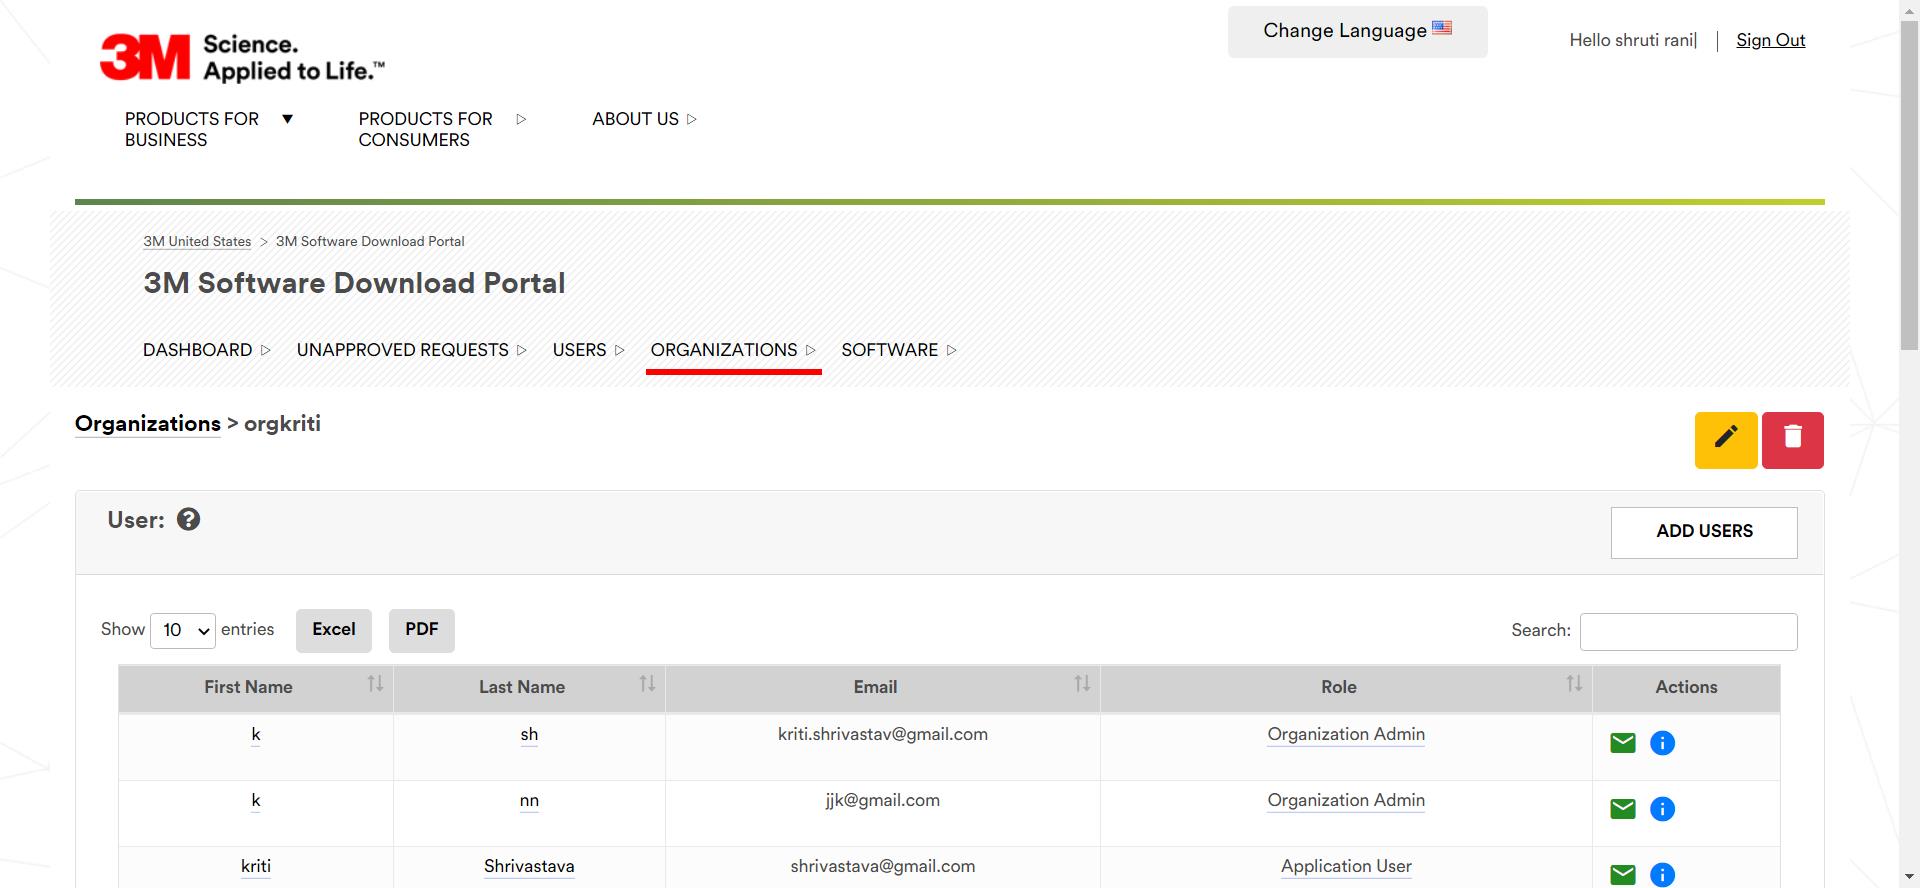 3M Science.
Applied to Life.™
Change Language
Hello shruti rani|
Sign Out
PRODUCTS FOR
BUSINESS
PRODUCTS FOR
CONSUMERS
ABOUT US
3M United States > 3M Software Download Portal
3M Software Download Portal
DASHBOARD UNAPPROVED REQUESTS USERS ORGANIZATIONS SOFTWARE
Organizations > orgkriti
User:
ADD USERS
Show 10 entries Excel PDF Search:
First Name Last Name Email Role Actions
k sh kriti.shrivastav@gmail.com Organization Admin
k nn jjk@gmail.com Organization Admin
kriti Shrivastava shrivastava@gmail.com Application User